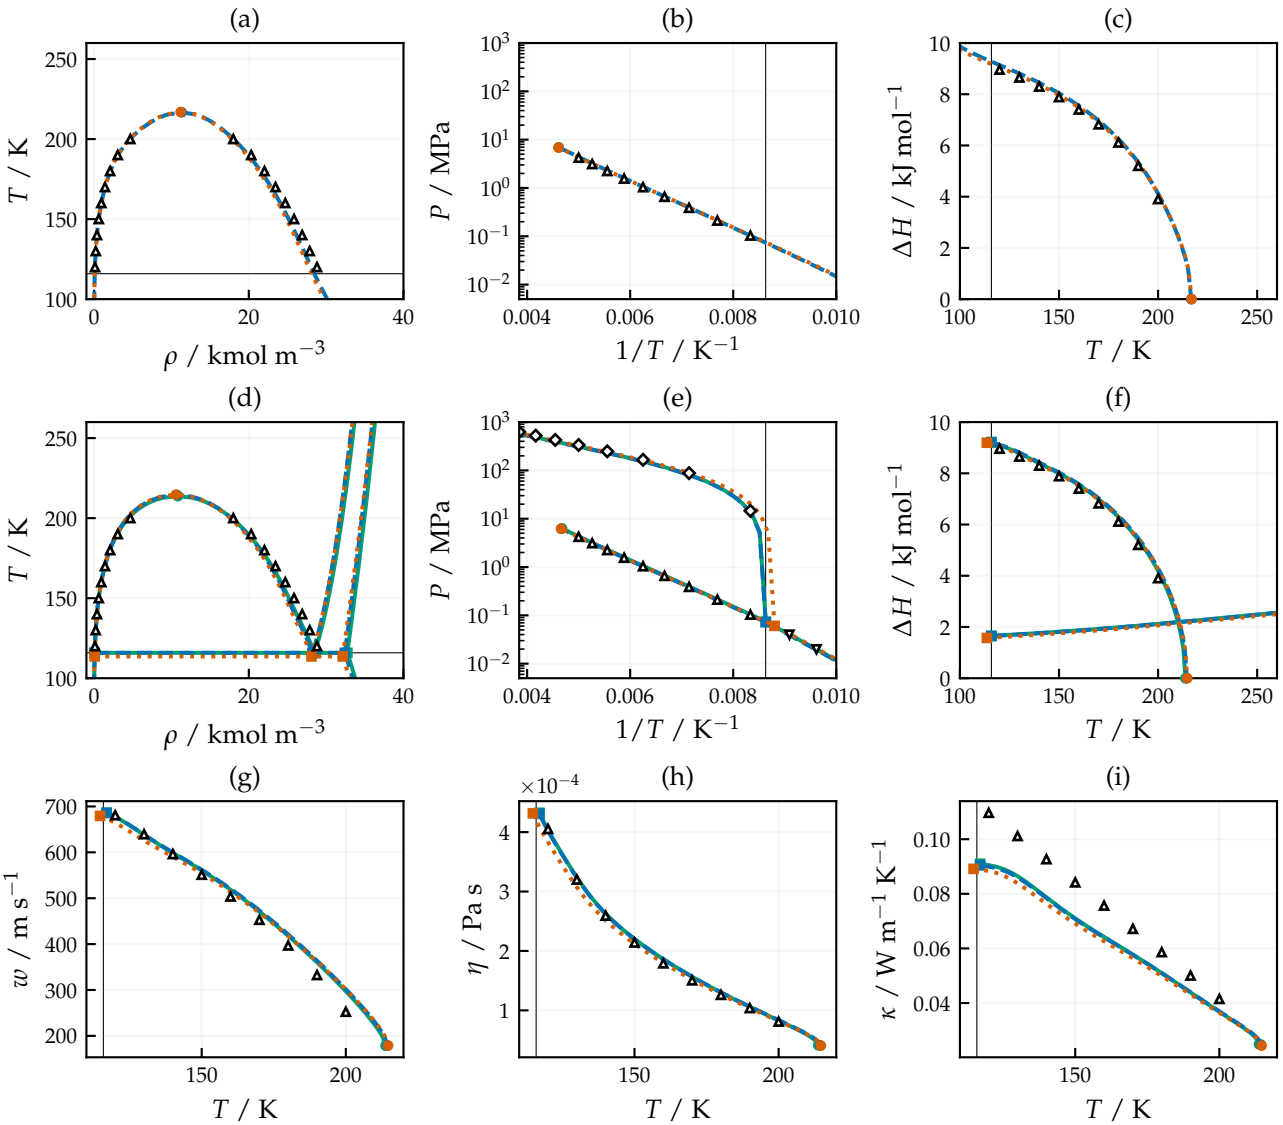 (a)
250
200
150
100
T / K
0
20
40
ρ / kmol m⁻³
(b)
10³
10²
10¹
10⁰
10⁻¹
10⁻²
P / MPa
0.004
0.006
0.008
0.010
1/T / K⁻¹
(c)
10
8
6
4
2
0
ΔH / kJ mol⁻¹
100
150
200
250
T / K
(d)
250
200
150
100
T / K
0
20
40
ρ / kmol m⁻³
(e)
10³
10²
10¹
10⁰
10⁻¹
10⁻²
P / MPa
0.004
0.006
0.008
0.010
1/T / K⁻¹
(f)
10
8
6
4
2
0
ΔH / kJ mol⁻¹
100
150
200
250
T / K
(g)
700
600
500
400
300
200
w / m s⁻¹
150
200
T / K
(h)
×10⁻⁴
4
3
2
1
η / Pa s
150
200
T / K
(i)
0.10
0.08
0.06
0.04
κ / W m⁻¹ K⁻¹
150
200
T / K